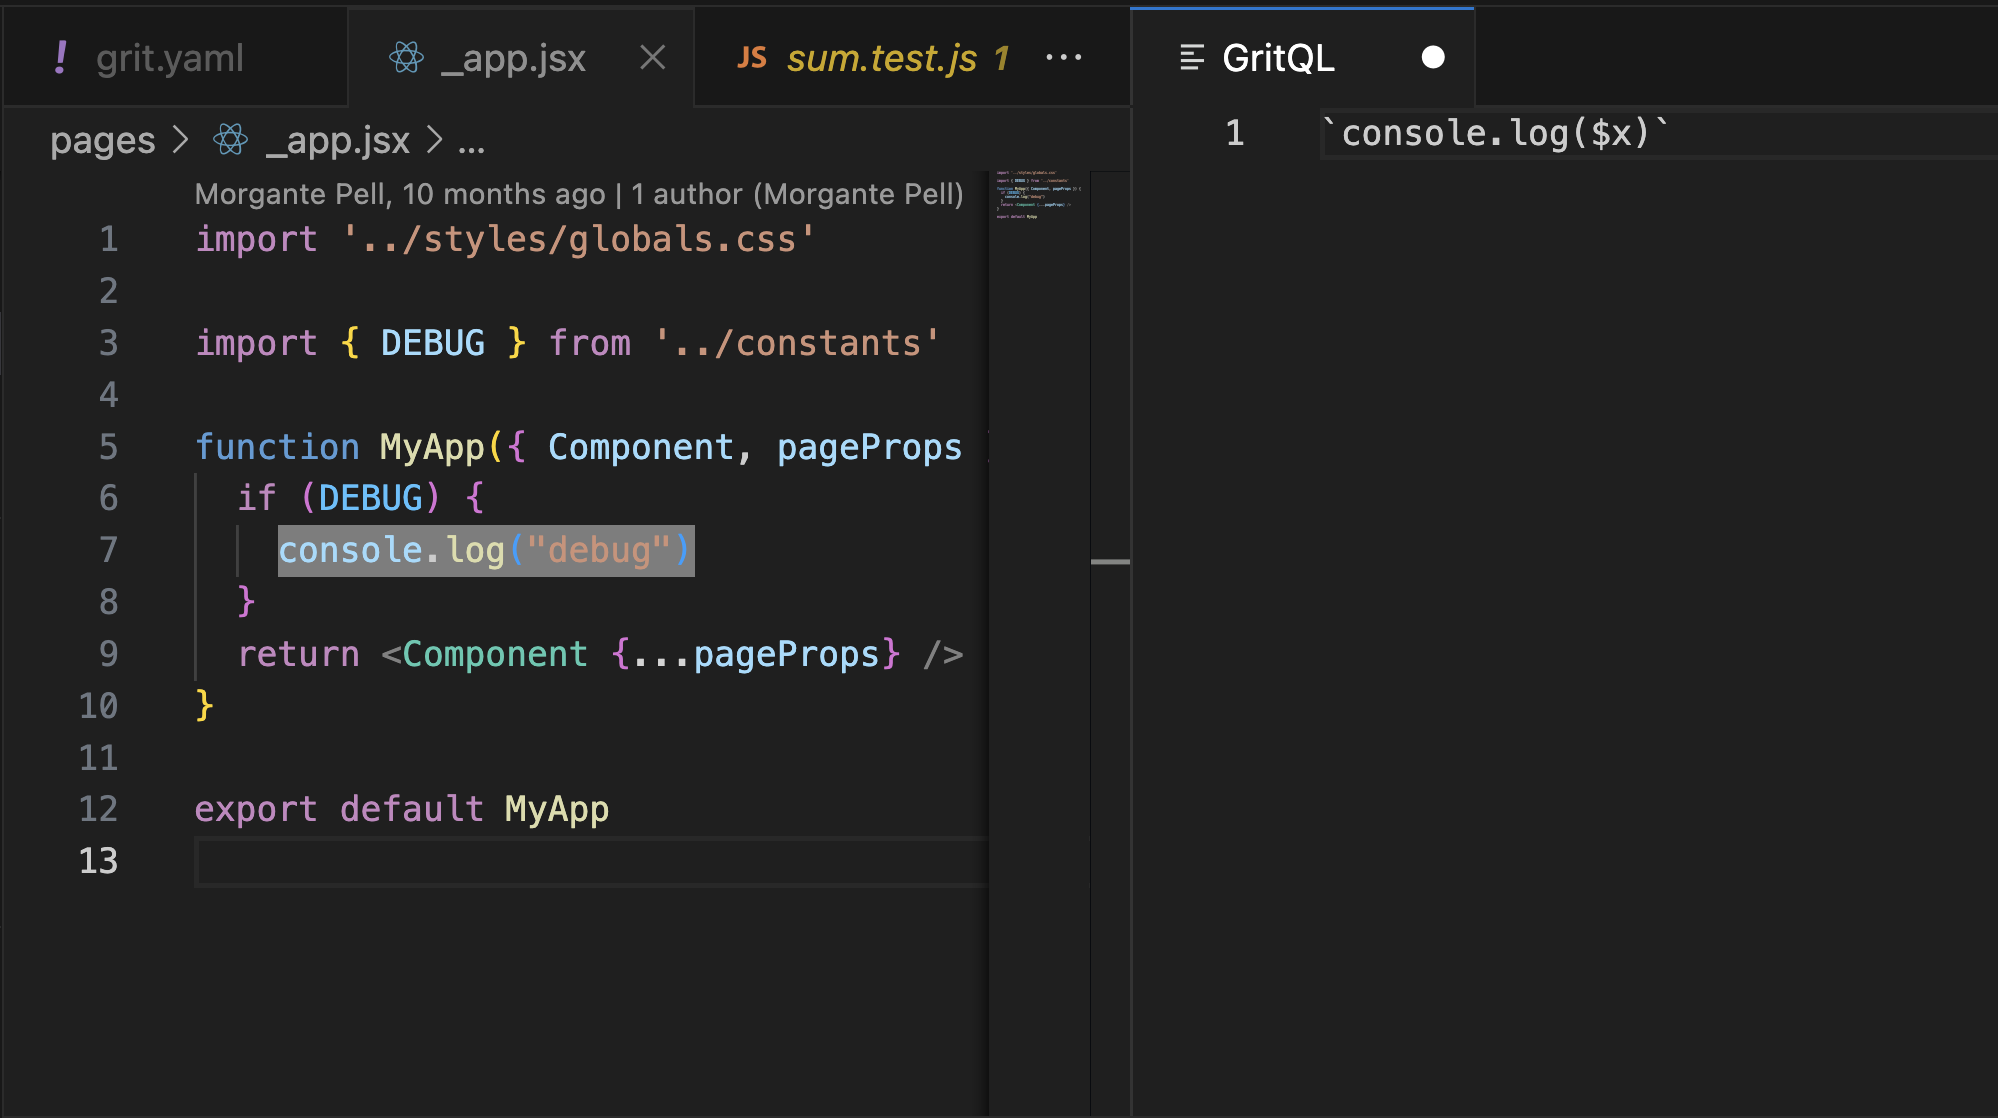 ! grit.yaml
_app.jsx
JS sum.test.js 1 ...
GritQL
pages > _app.jsx > ...
Morgante Pell, 10 months ago | 1 author (Morgante Pell)
1 import '../styles/globals.css'
2
3 import { DEBUG } from '../constants'
4
5 function MyApp({ Component, pageProps
6 if (DEBUG) {
7 console.log("debug")
8 }
9 return <Component {...pageProps} />
10 }
11
12 export default MyApp
13
1 `console.log($x)`